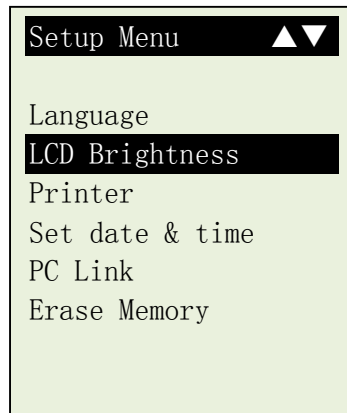 Setup Menu ▲▼
Language
LCD Brightness
Printer
Set date & time
PC Link
Erase Memory